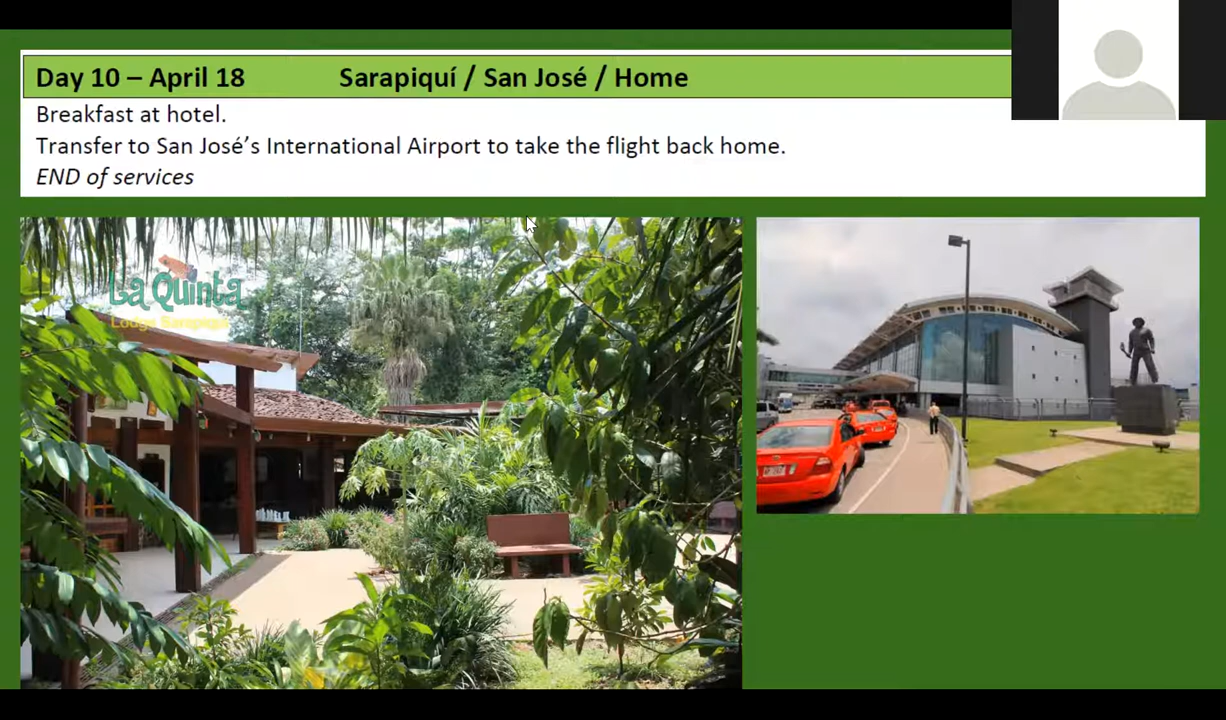 Day 10 – April 18 Sarapiquí / San José / Home
Breakfast at hotel.
Transfer to San José’s International Airport to take the flight back home.
END of services
La Quinta
Lodge Sarapiquí